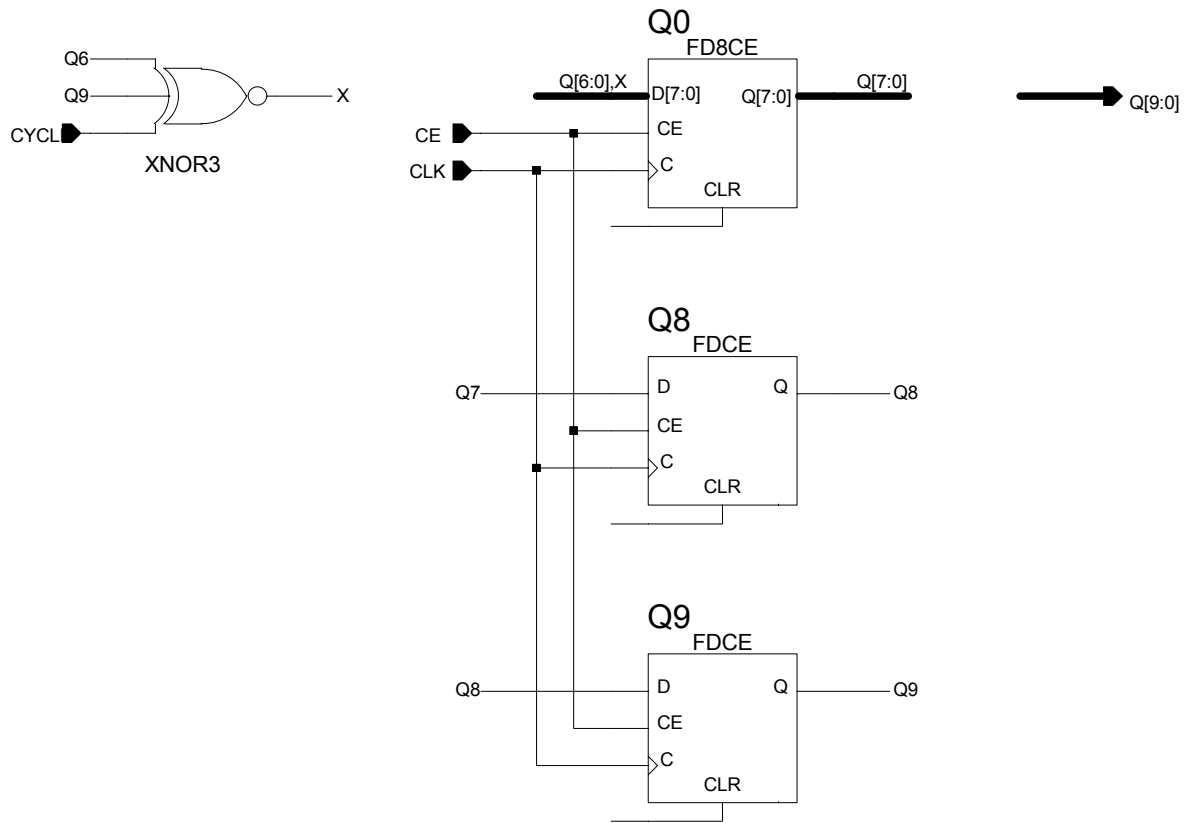 Q6
Q9
CYCL
XNOR3
X
Q0
FD8CE
Q[6:0],X
D[7:0]
Q[7:0]
Q[7:0]
Q[9:0]
CE
CE
CLK
C
CLR
Q8
FDCE
Q7
D
Q
Q8
CE
C
CLR
Q9
FDCE
Q8
D
Q
Q9
CE
C
CLR